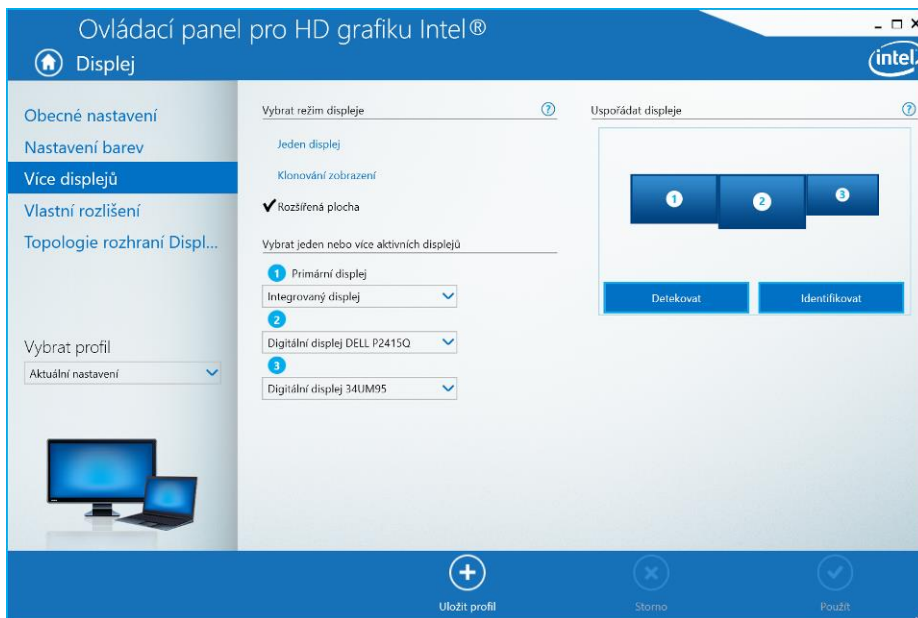 Ovládací panel pro HD grafiku Intel®
Displej
intel
Obecné nastavení
Nastavení barev
Více displejů
Vlastní rozlišení
Topologie rozhraní Displ...
Vybrat profil
Aktuální nastavení
Vybrat režim displeje
?
Jeden displej
Klonování zobrazení
Rozšířená plocha
Vybrat jeden nebo více aktivních displejů
1 Primární displej
Integrovaný displej
2
Digitální displej DELL P2415Q
3
Digitální displej 34UM95
Uspořádat displeje
?
1 2 3
Detekovat Identifikovat
Uložit profil Storno Použít